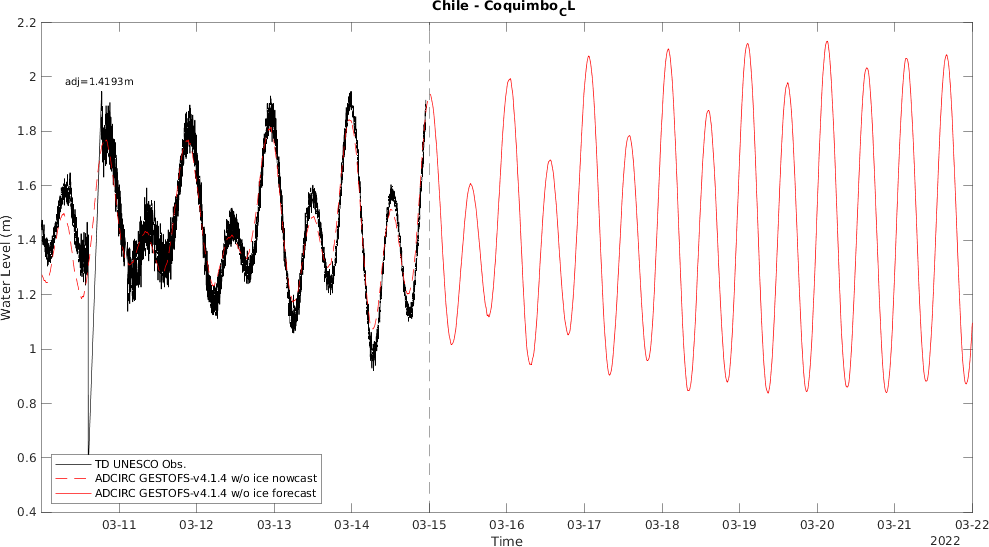 Chile - Coquimbo_CL
2.2
2
1.8
1.6
1.4
1.2
1
0.8
0.6
0.4
Water Level (m)
adj=1.4193m
TD UNESCO Obs.
ADCIRC GESTOFS-v4.1.4 w/o ice nowcast
ADCIRC GESTOFS-v4.1.4 w/o ice forecast
03-11 03-12 03-13 03-14 03-15 03-16 03-17 03-18 03-19 03-20 03-21 03-22
Time
2022